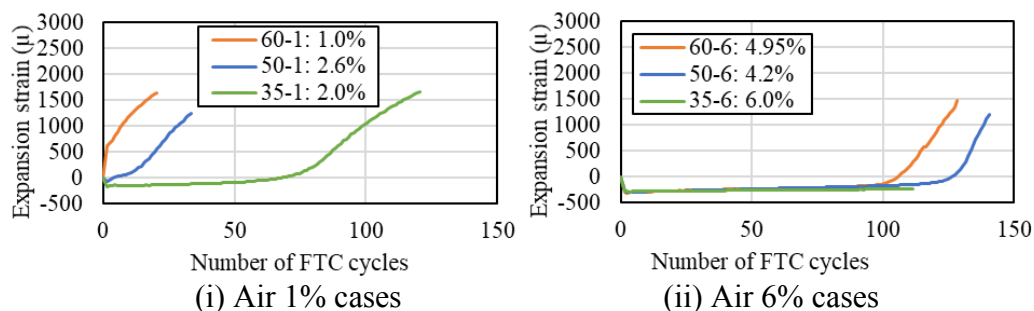 3000
2500
2000
1500
1000
500
0
-500
Expansion strain (μ)
60-1: 1.0%
50-1: 2.6%
35-1: 2.0%
0 50 100 150
Number of FTC cycles
(i) Air 1% cases
3000
2500
2000
1500
1000
500
0
-500
Expansion strain (μ)
60-6: 4.95%
50-6: 4.2%
35-6: 6.0%
0 50 100 150
Number of FTC cycles
(ii) Air 6% cases